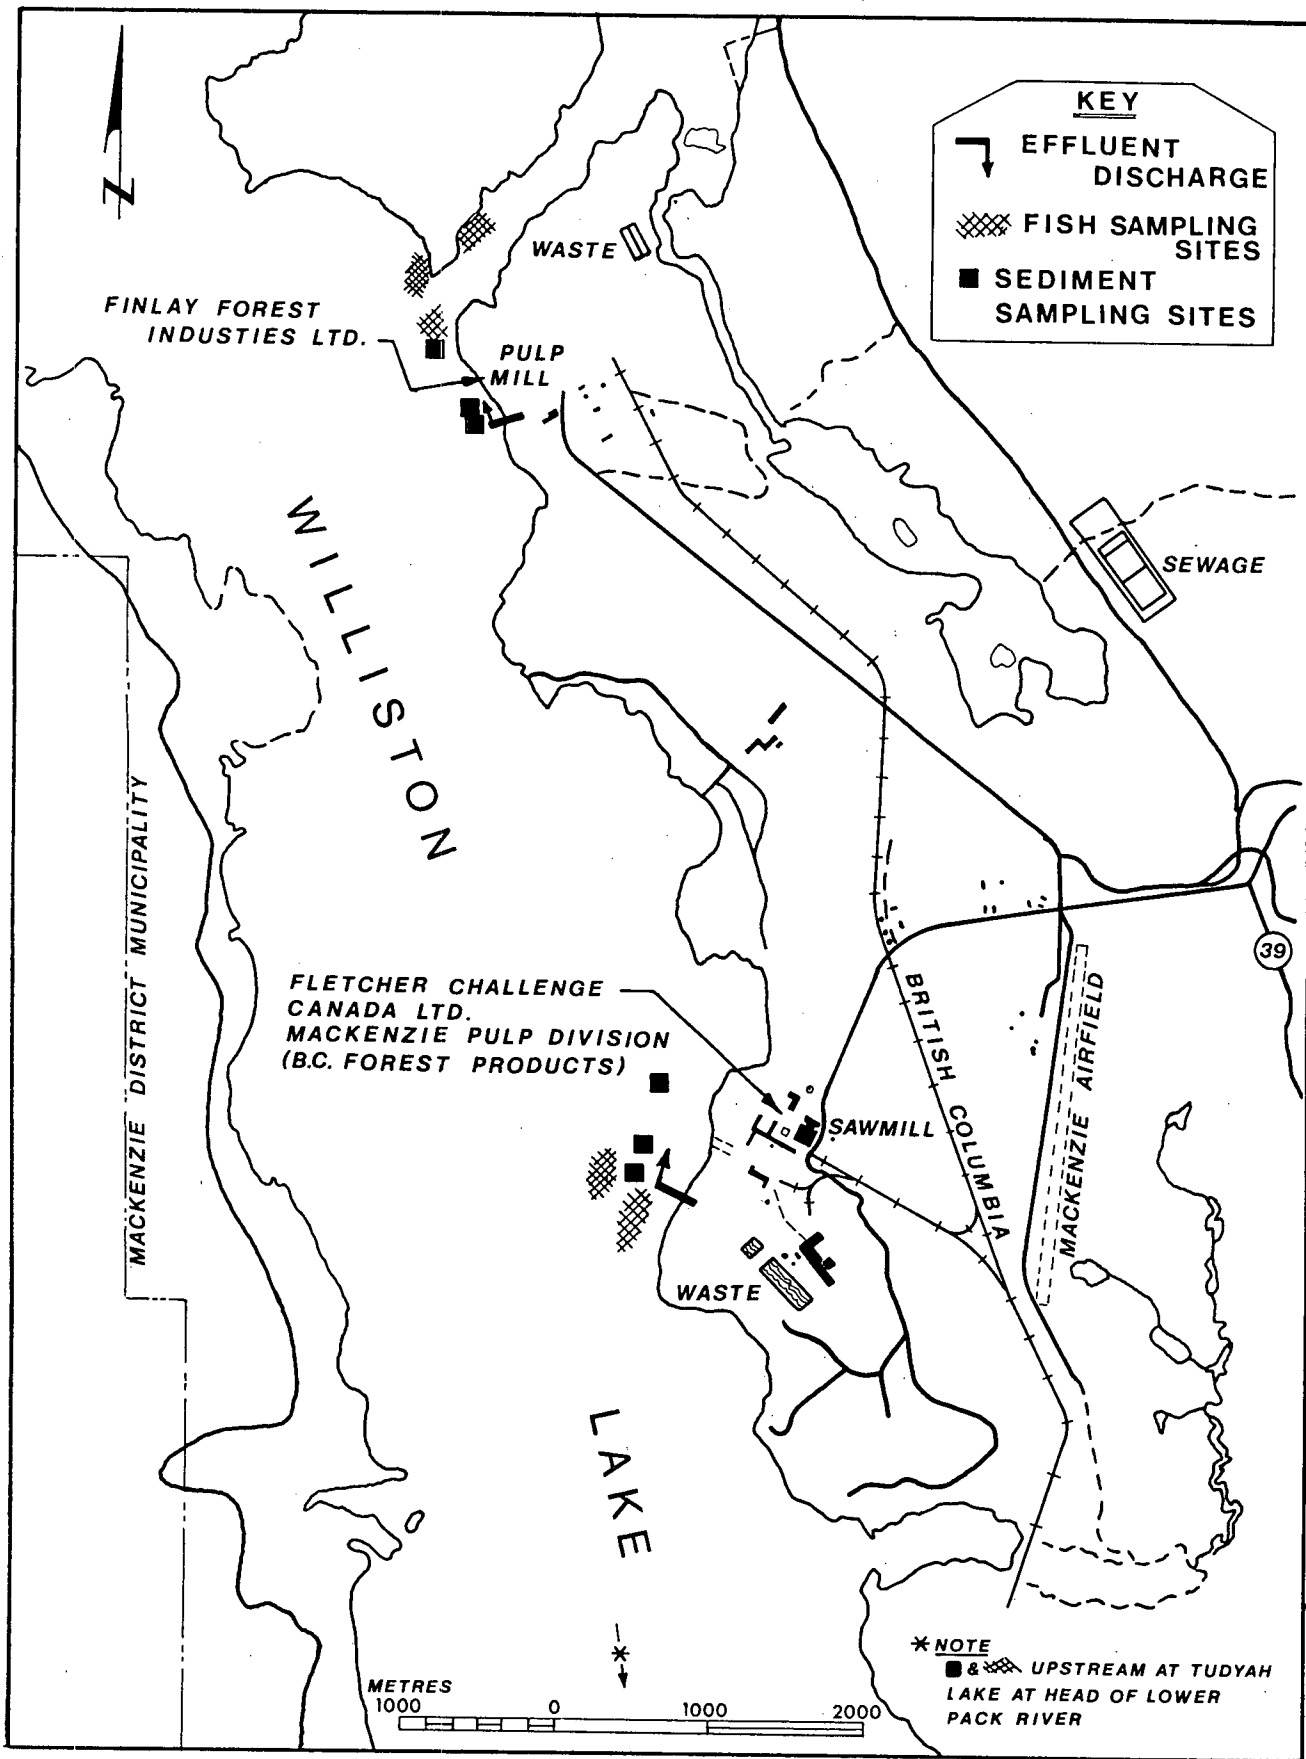 KEY
EFFLUENT
DISCHARGE
FISH SAMPLING
SITES
SEDIMENT
SAMPLING SITES
N
WASTE
FINLAY FOREST
INDUSTIES LTD.
PULP
MILL
SEWAGE
WILLISTON
MACKENZIE DISTRICT MUNICIPALITY
39
FLETCHER CHALLENGE
CANADA LTD.
MACKENZIE PULP DIVISION
(B.C. FOREST PRODUCTS)
SAWMILL
BRITISH COLUMBIA
MACKENZIE AIRFIELD
WASTE
LAKE
* NOTE
& UPSTREAM AT TUDYAH
LAKE AT HEAD OF LOWER
PACK RIVER
*
METRES
1000 0 1000 2000